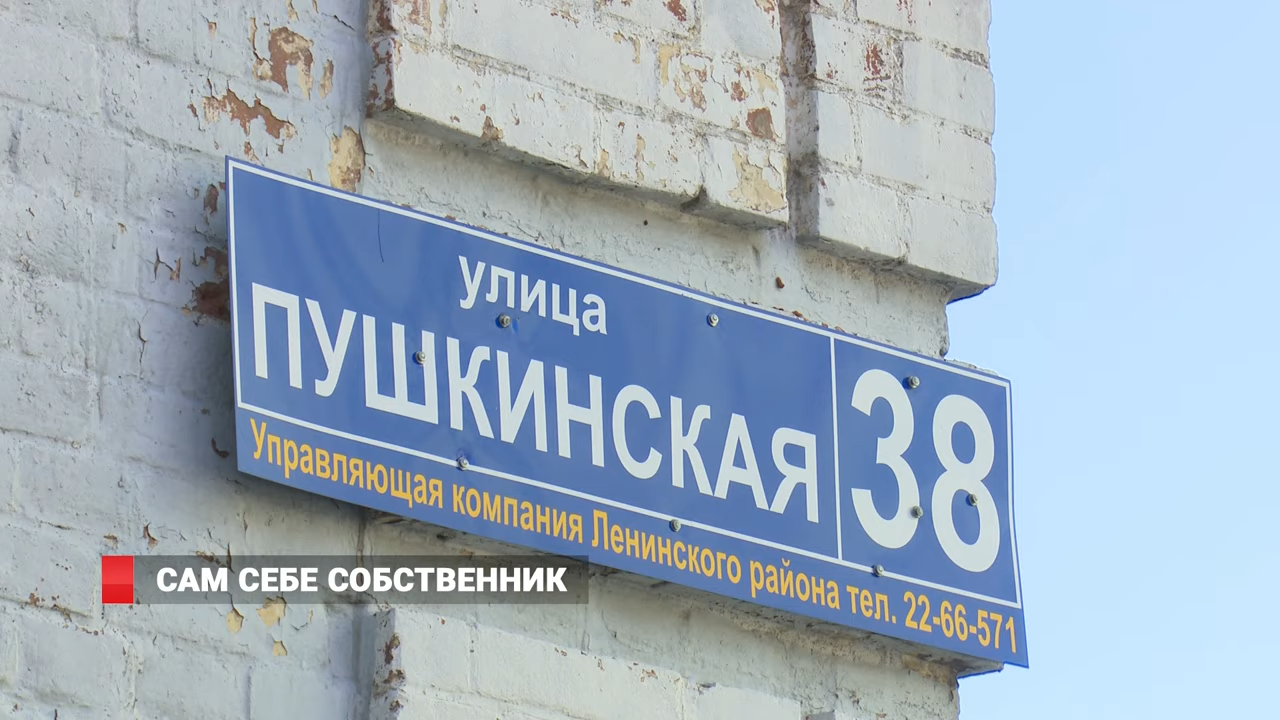 улица
ПУШКИНСКАЯ
38
Управляющая компания Ленинского района тел. 22-66-571
САМ СЕБЕ СОБСТВЕННИК